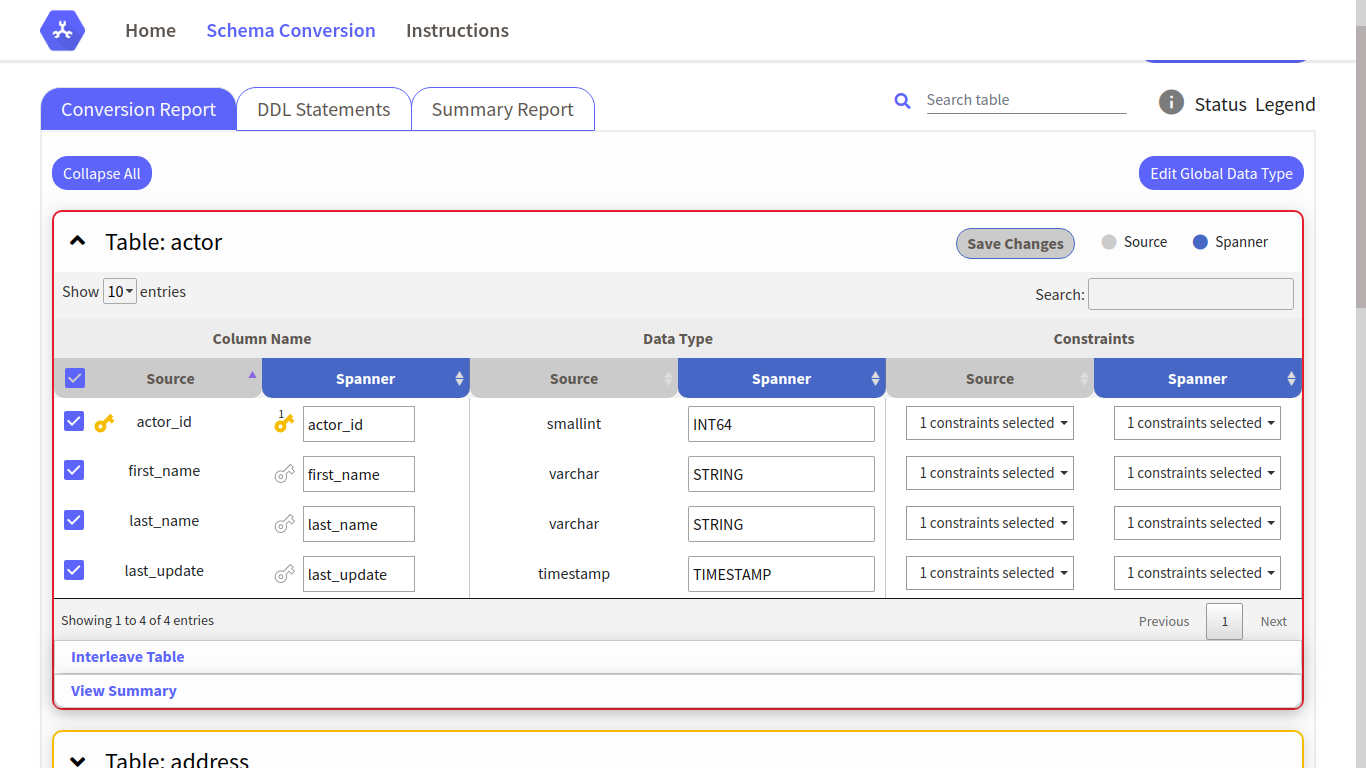 Home Schema Conversion Instructions
Conversion Report DDL Statements Summary Report Search table Status Legend
Collapse All Edit Global Data Type
Table: actor Save Changes Source Spanner
Show 10 entries Search:
Column Name Data Type Constraints
Source Spanner Source Spanner Source Spanner
actor_id 1 actor_id smallint INT64 1 constraints selected 1 constraints selected
first_name first_name varchar STRING 1 constraints selected 1 constraints selected
last_name last_name varchar STRING 1 constraints selected 1 constraints selected
last_update last_update timestamp TIMESTAMP 1 constraints selected 1 constraints selected
Showing 1 to 4 of 4 entries Previous 1 Next
Interleave Table
View Summary
Table: address